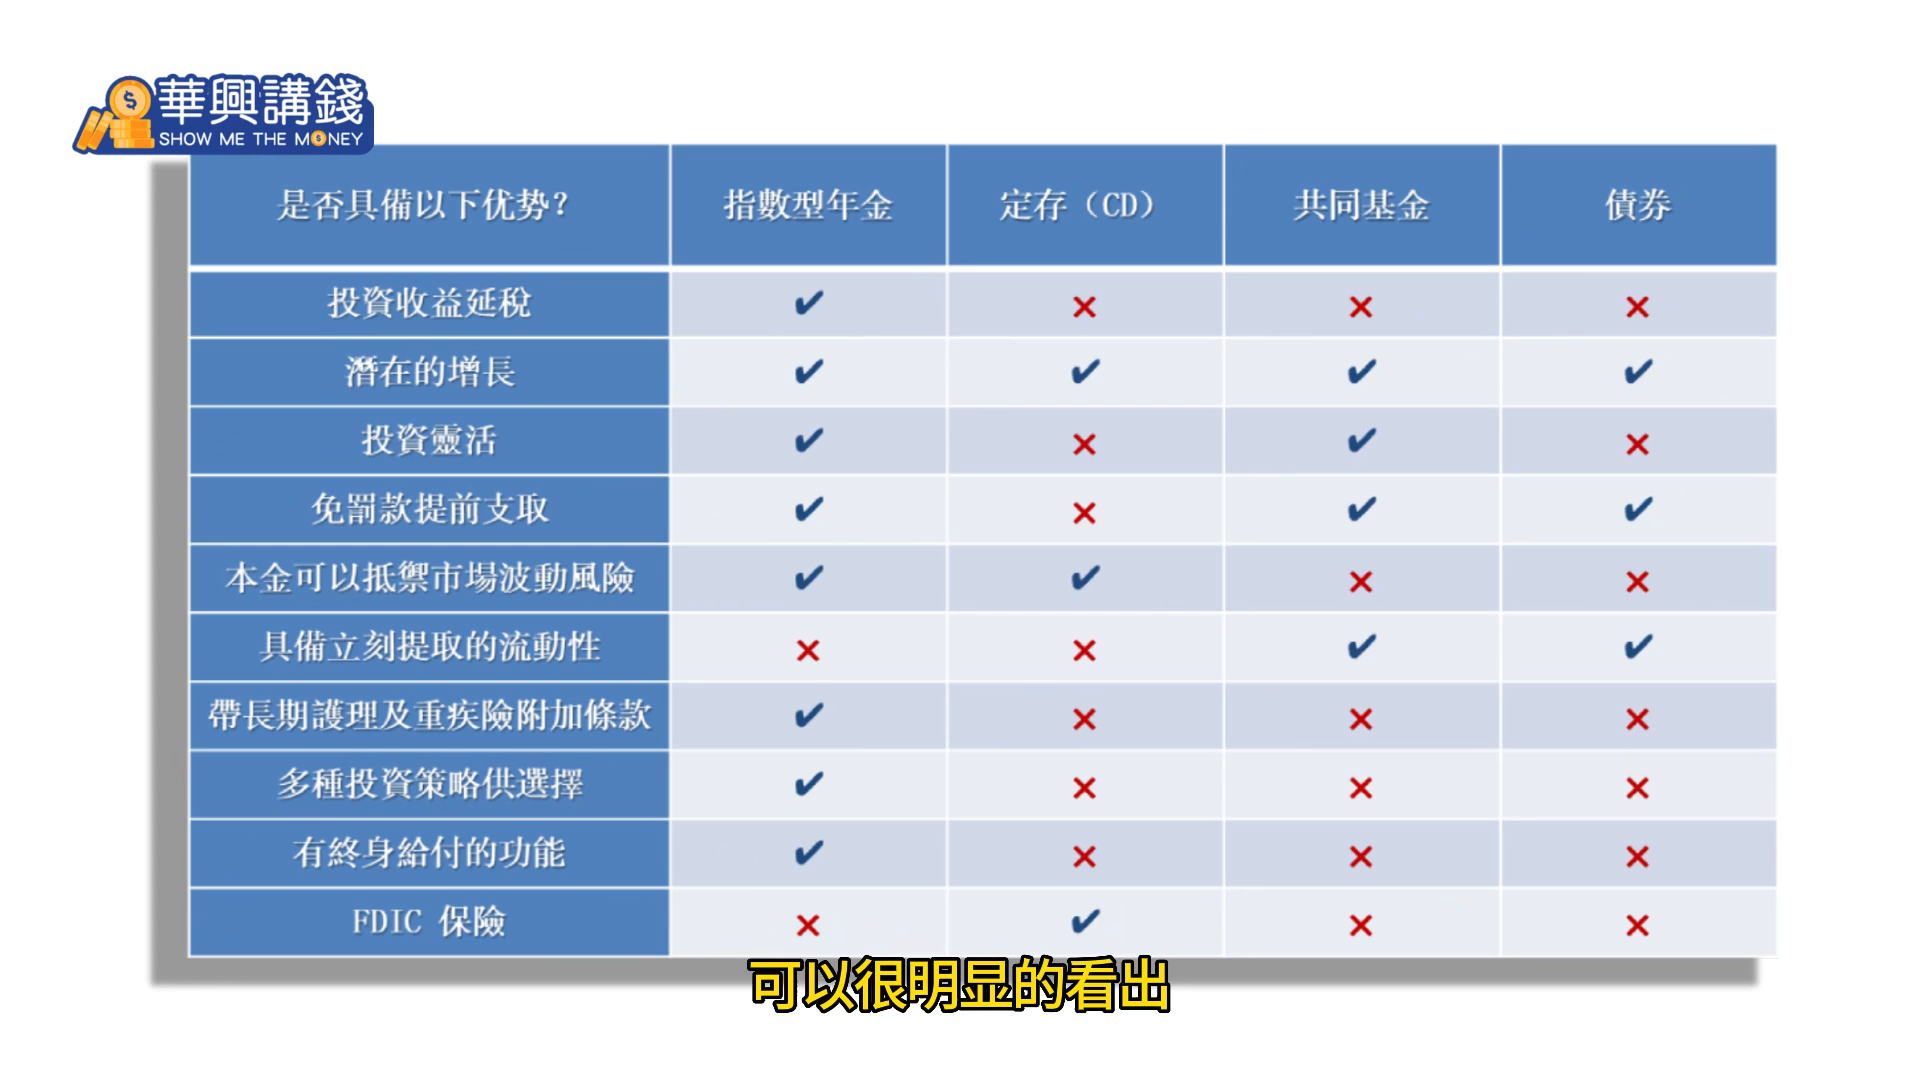 華興講錢
SHOW ME THE MONEY
是否具備以下优势？ 指數型年金 定存（CD） 共同基金 債券
投資收益延稅 ✔ ✕ ✕ ✕
潛在的增長 ✔ ✔ ✔ ✔
投資靈活 ✔ ✕ ✔ ✕
免罰款提前支取 ✔ ✕ ✔ ✔
本金可以抵禦市場波動風險 ✔ ✔ ✕ ✕
具備立刻提取的流動性 ✕ ✕ ✔ ✔
帶長期護理及重疾險附加條款 ✔ ✕ ✕ ✕
多種投資策略供選擇 ✔ ✕ ✕ ✕
有終身給付的功能 ✔ ✕ ✕ ✕
FDIC 保險 ✕ ✔ ✕ ✕
可以很明显的看出